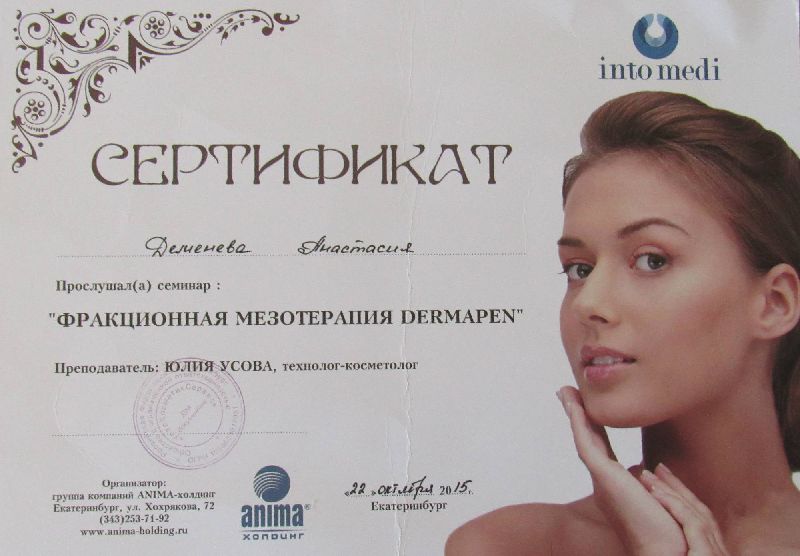 into medi
СЕРТИФИКАТ
Деменева Анастасия
Прослушал(а) семинар :
"ФРАКЦИОННАЯ МЕЗОТЕРАПИЯ DERMAPEN"
Преподаватель: ЮЛИЯ УСОВА, технолог-косметолог
Организатор:
группа компаний ANIMA-холдинг
Екатеринбург, ул. Хохрякова, 72
(343)253-71-92
www.anima-holding.ru
anima®
холдинг
«22 » октября 2015 г.
Екатеринбург